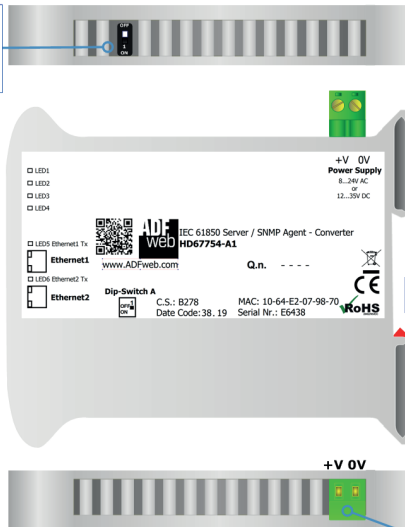 OFF
1
ON
+V 0V
Power Supply
8...24V AC
or
12...35V DC
LED1
LED2
LED3
LED4
ADF
web
IEC 61850 Server / SNMP Agent - Converter
HD67754-A1
www.ADFweb.com
Q.n. - - - -
LED5 Ethernet1 Tx
Ethernet1
LED6 Ethernet2 Tx
Ethernet2
Dip-Switch A
OFF 1
ON
C.S.: B278
Date Code: 38. 19
MAC: 10-64-E2-07-98-70
Serial Nr.: E6438
CE
RoHS
+V 0V